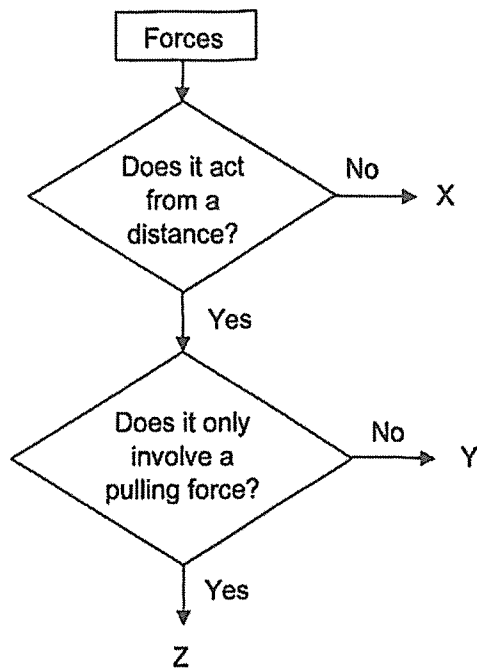 Forces
Does it act
from a
distance?
No
X
Yes
Does it only
involve a
pulling force?
No
Y
Yes
Z